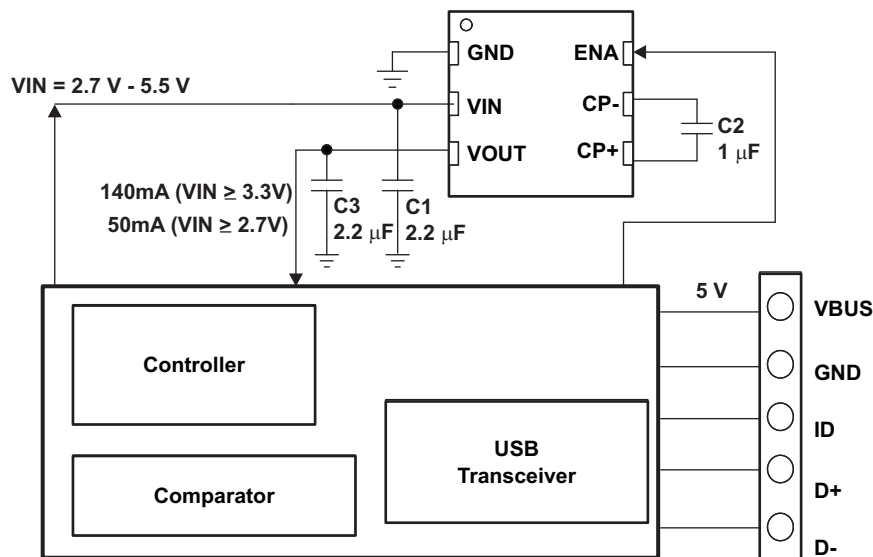 GND ENA
VIN = 2.7 V - 5.5 V
VIN CP-
C2
1 μF
VOUT CP+
140mA (VIN ≥ 3.3V)
50mA (VIN ≥ 2.7V)
C3 C1
2.2 μF 2.2 μF
5 V
VBUS
Controller
GND
ID
USB
Transceiver
Comparator
D+
D-